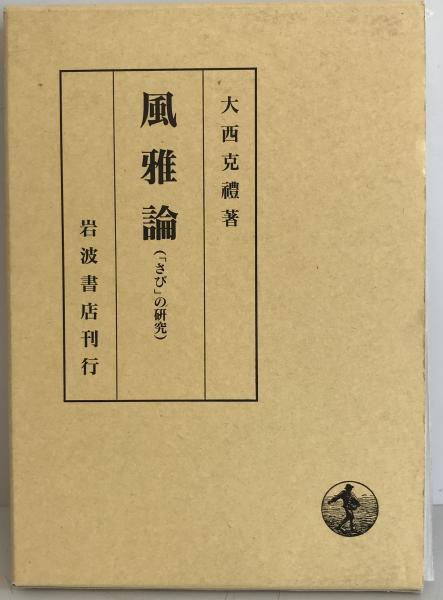 大西克禮著
風雅論
(「さび」の研究)
岩波書店刊行